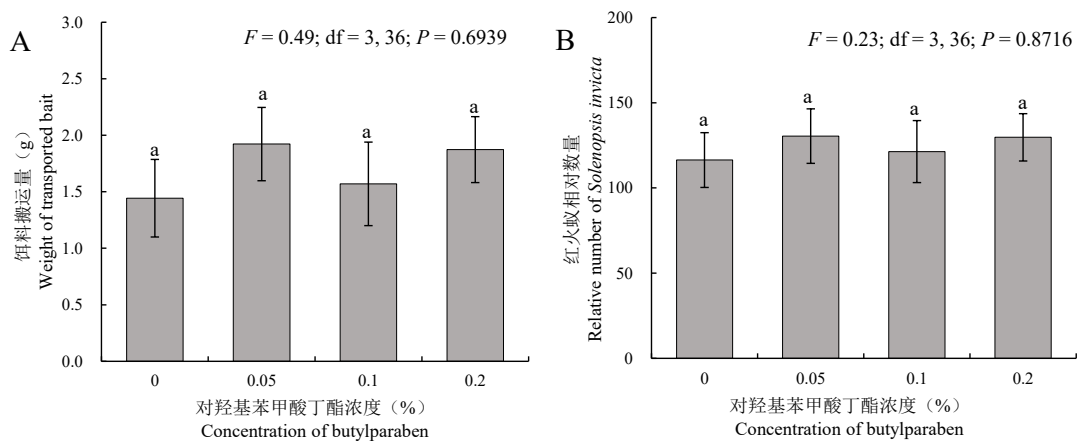 A
F = 0.49; df = 3, 36; P = 0.6939
饵料搬运量（g）
Weight of transported bait
3.0
2.5
2.0
1.5
1.0
0.5
0.0
a
a
a
a
0 0.05 0.1 0.2
对羟基苯甲酸丁酯浓度（%）
Concentration of butylparaben
B
F = 0.23; df = 3, 36; P = 0.8716
红火蚁相对数量
Relative number of Solenopsis invicta
200
150
100
50
0
a
a
a
a
0 0.05 0.1 0.2
对羟基苯甲酸丁酯浓度（%）
Concentration of butylparaben